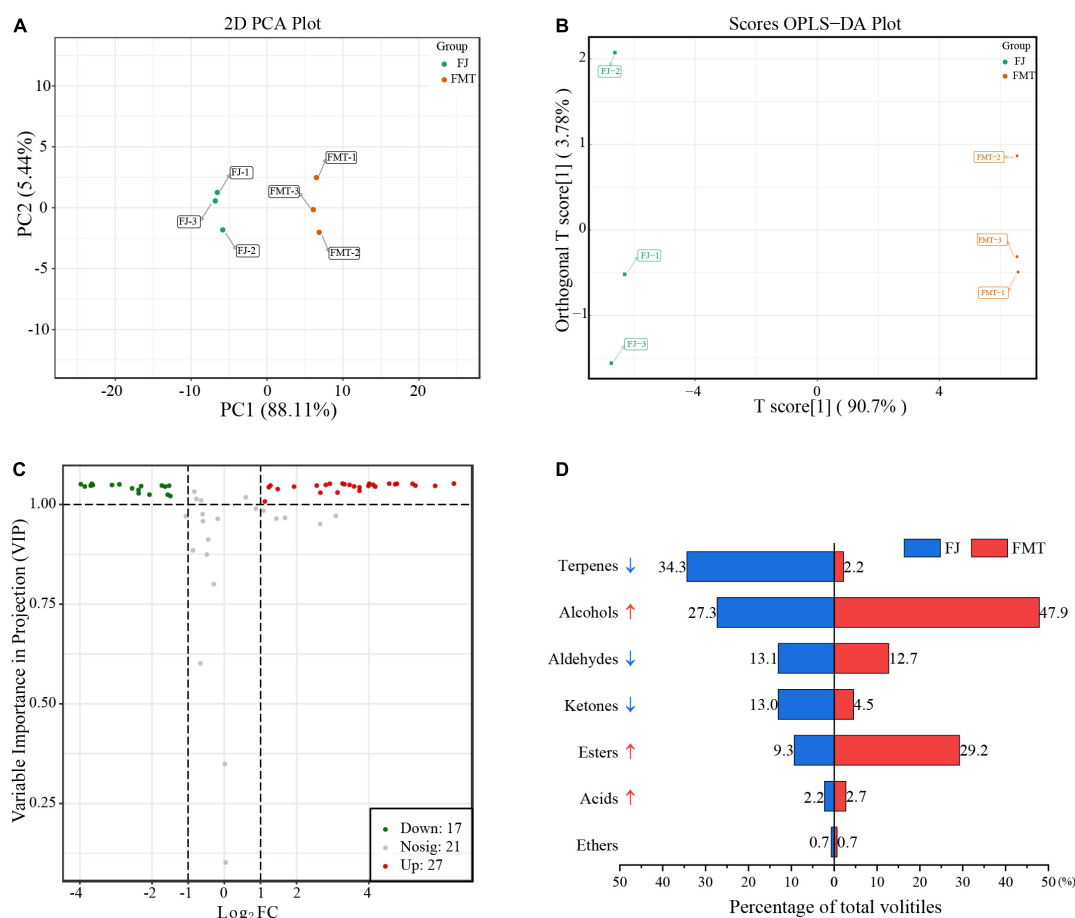 A
2D PCA Plot
Group
FJ
FMT
10
5
0
-5
-10
PC2 (5.44%)
FMT-1
FJ-1
FMT-3
FJ-3
FJ-2
FMT-2
-20
-10
0
10
20
PC1 (88.11%)
B
Scores OPLS−DA Plot
Group
FJ
FMT
2
1
0
−1
Orthogonal T score[1] ( 3.78% )
FJ−2
FMT−2
FMT−3
FJ−1
FMT−1
FJ−3
−4
0
4
T score[1] ( 90.7% )
C
1.00
0.75
0.50
0.25
Variable Importance in Projection (VIP)
Down: 17
Nosig: 21
Up: 27
-4
-2
-1
0
1
2
4
Log2FC
D
FJ
FMT
Terpenes ↓ 34.3 2.2
Alcohols ↑ 27.3 47.9
Aldehydes ↓ 13.1 12.7
Ketones ↓ 13.0 4.5
Esters ↑ 9.3 29.2
Acids ↑ 2.2 2.7
Ethers 0.7 0.7
50 40 30 20 10 0 10 20 30 40 50 (%)
Percentage of total volitiles